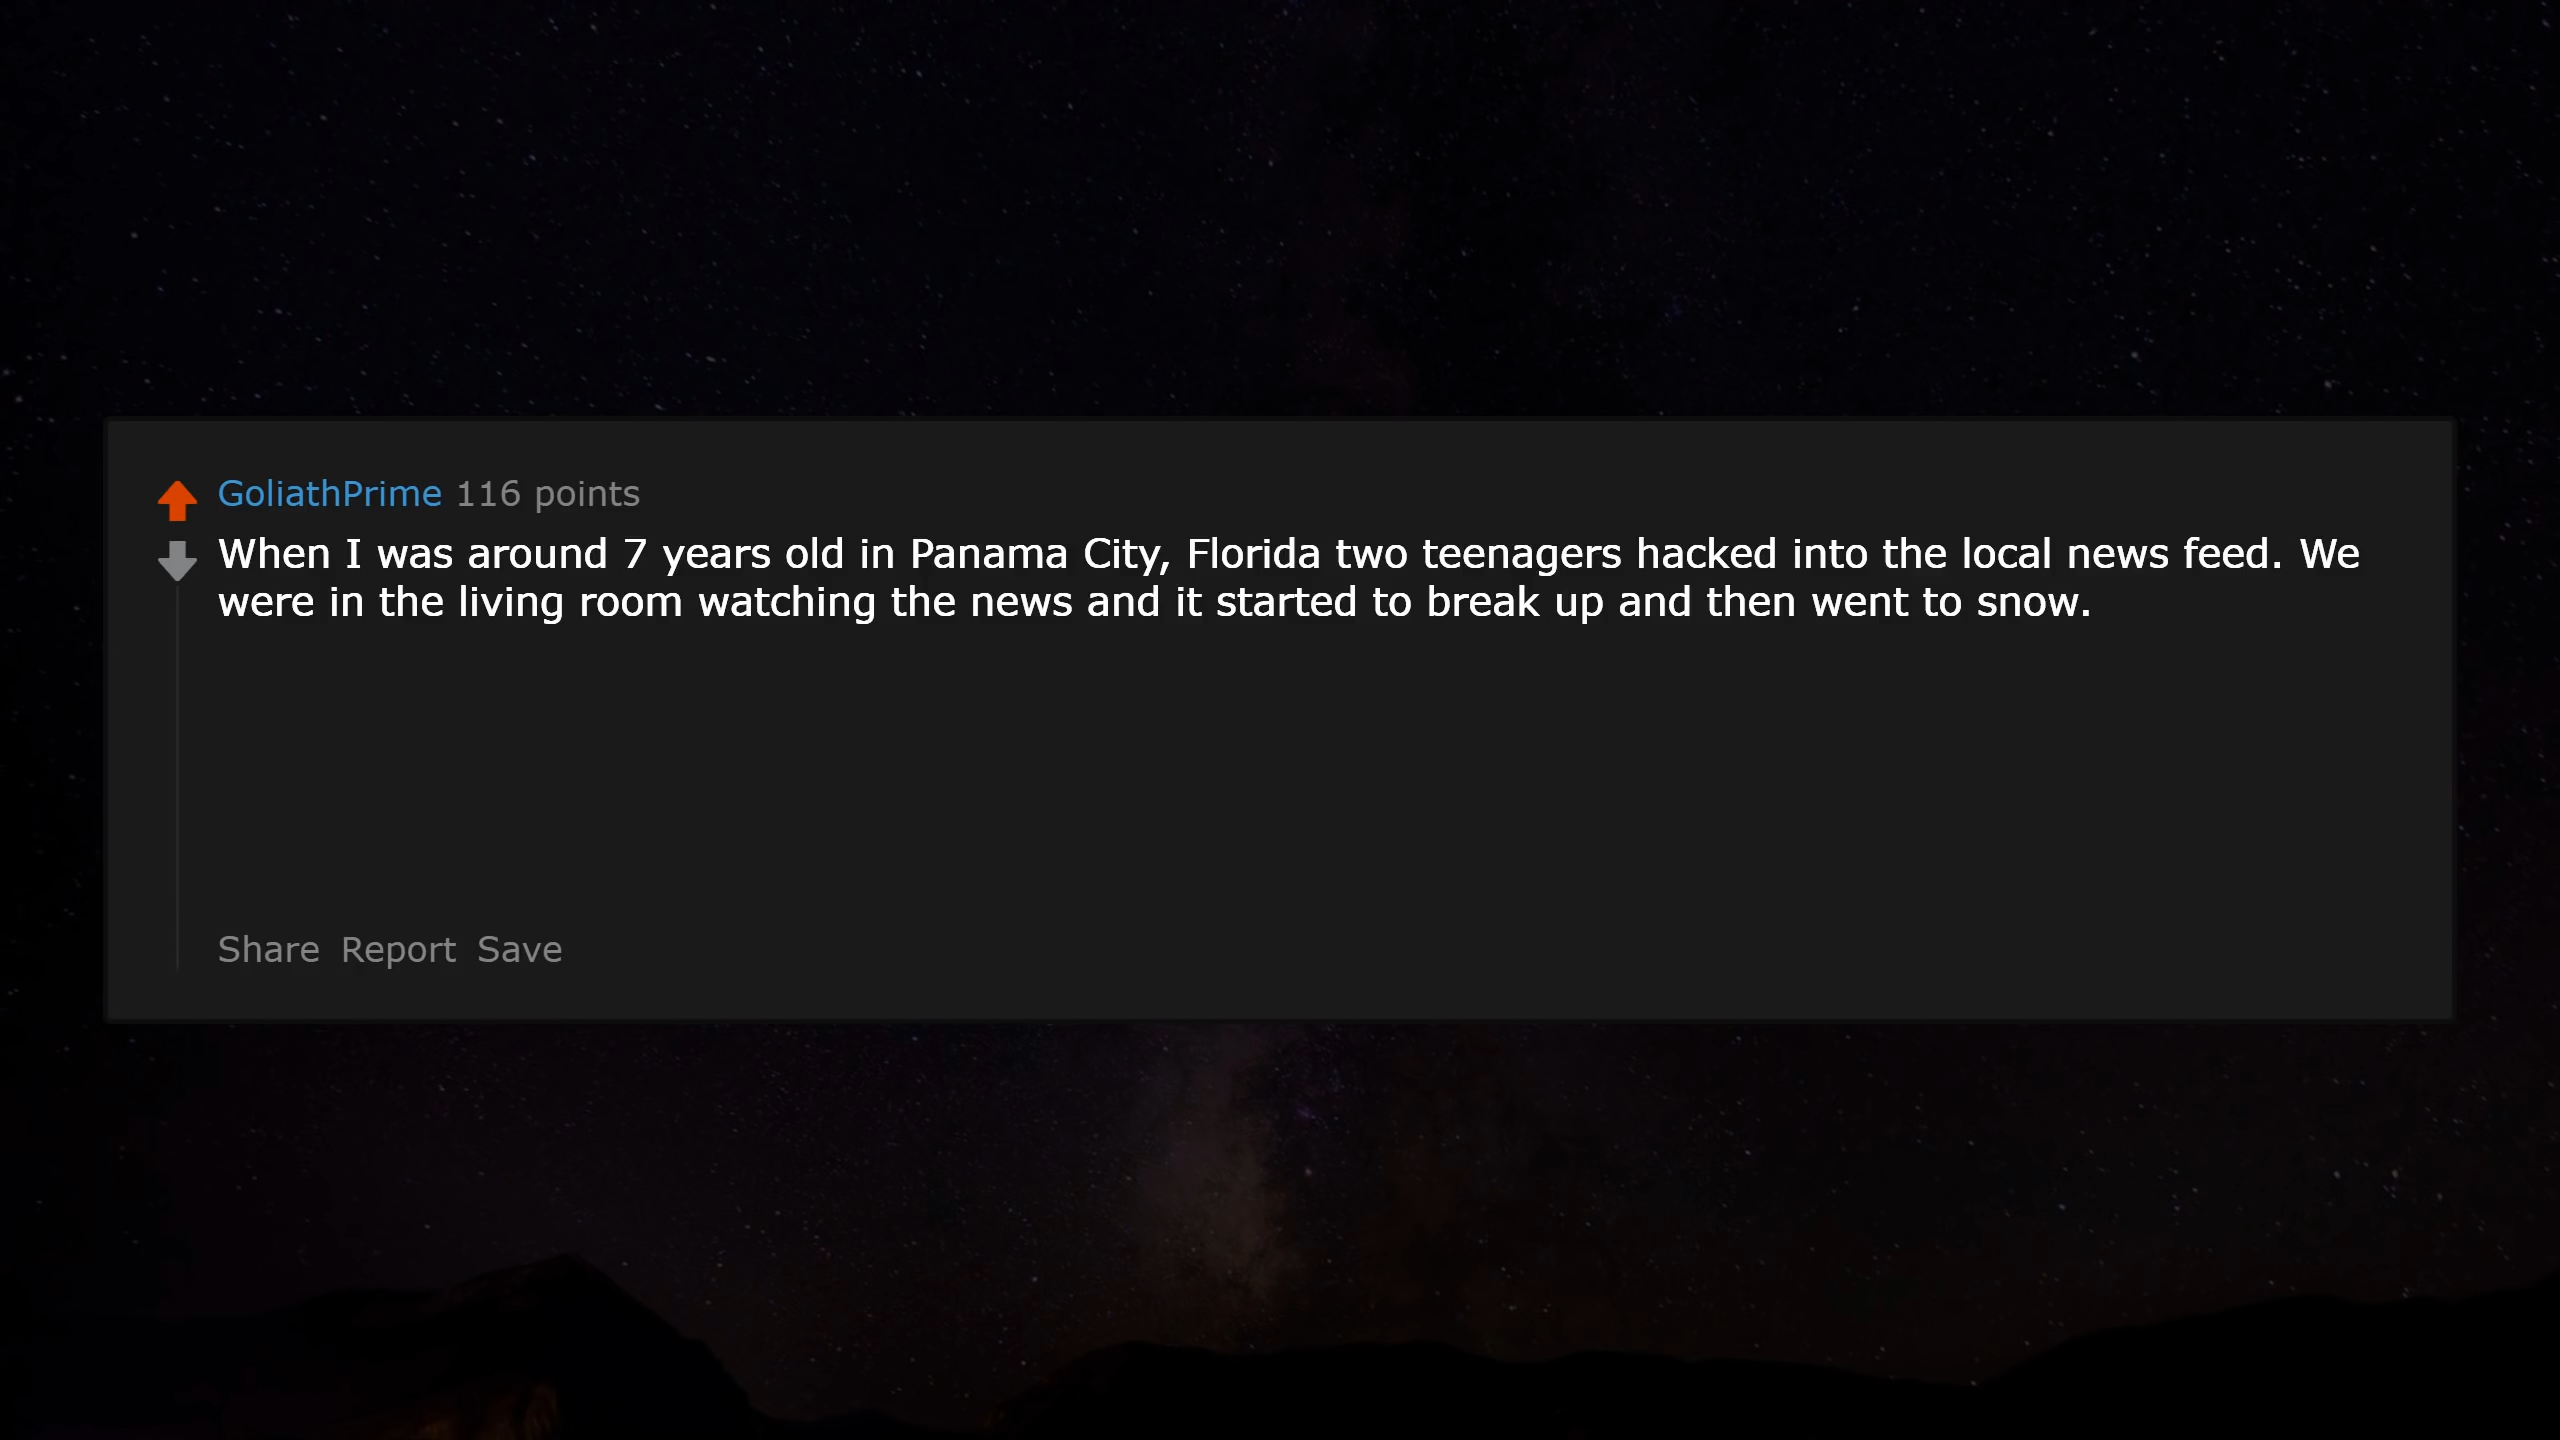 GoliathPrime 116 points
When I was around 7 years old in Panama City, Florida two teenagers hacked into the local news feed. We
were in the living room watching the news and it started to break up and then went to snow.
Share Report Save